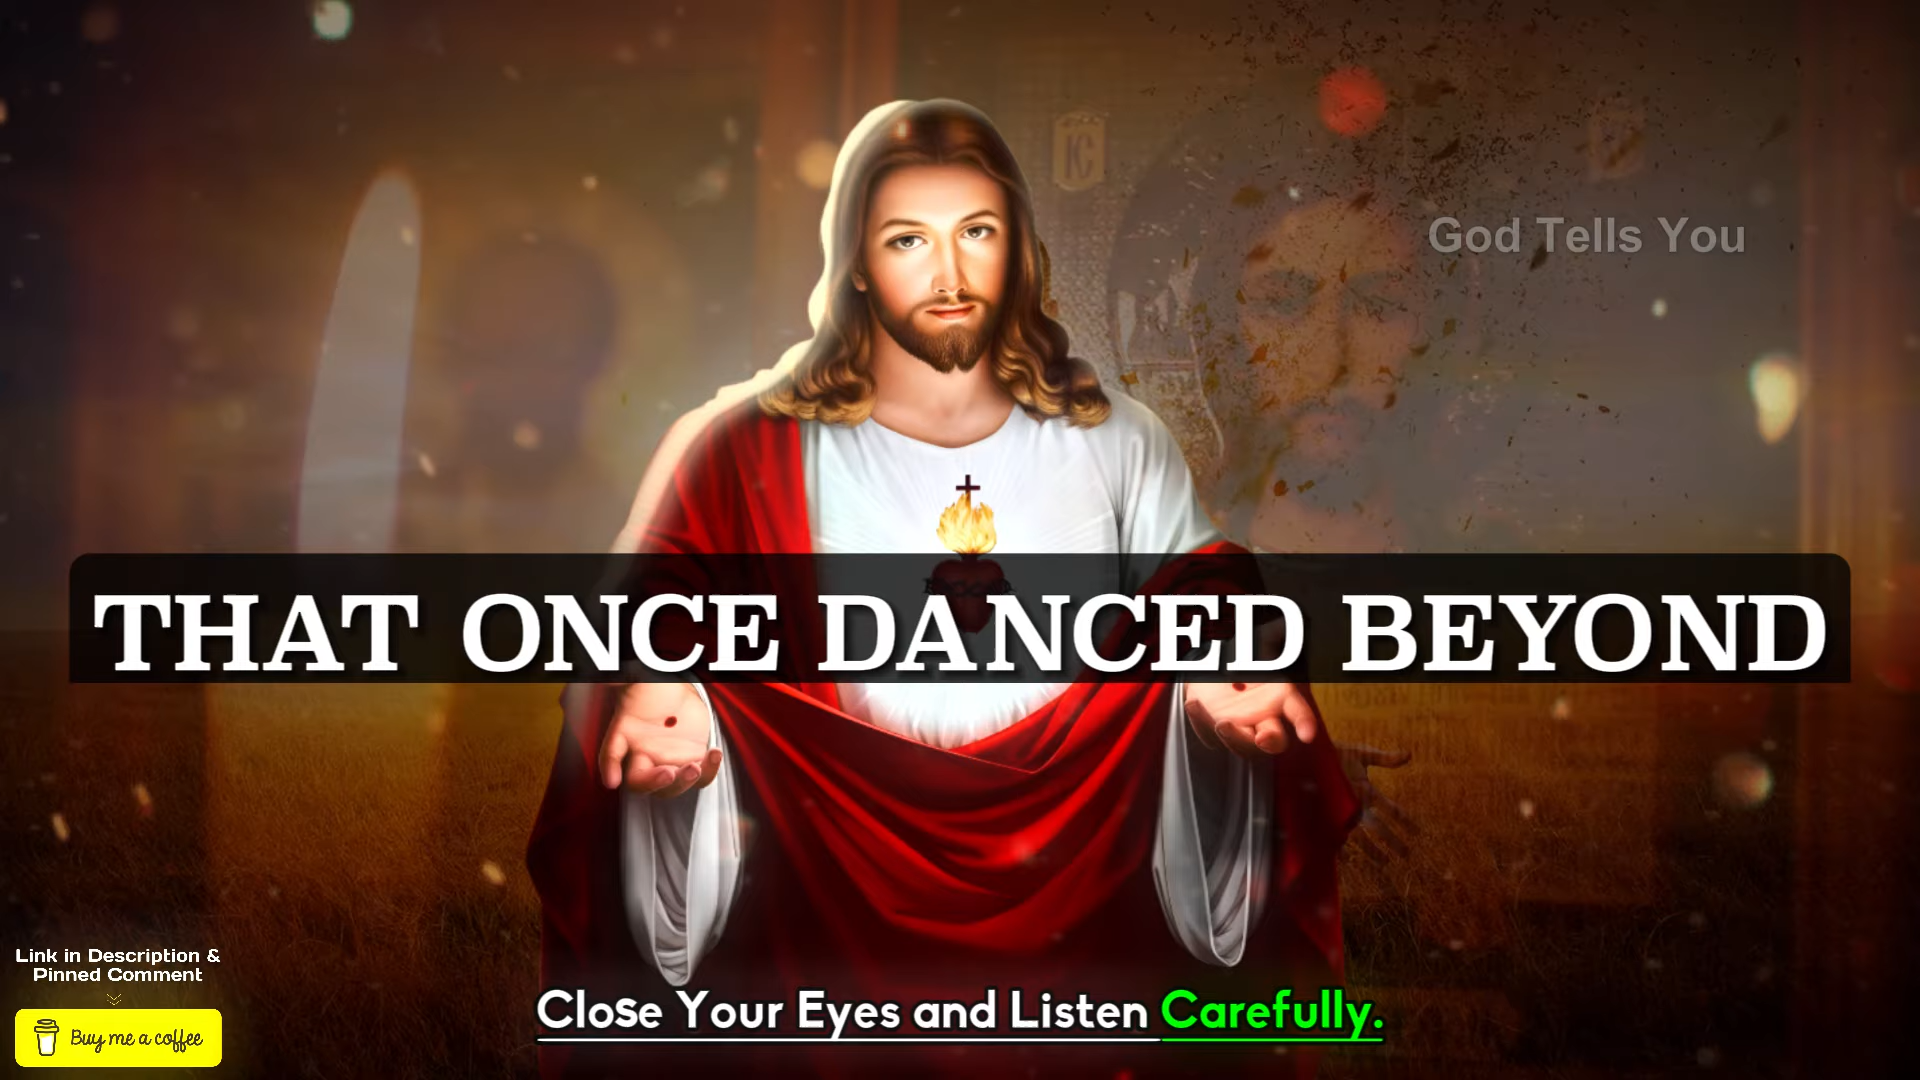 God Tells You
THAT ONCE DANCED BEYOND
Link in Description &
Pinned Comment
Buy me a coffee
Close Your Eyes and Listen Carefully.